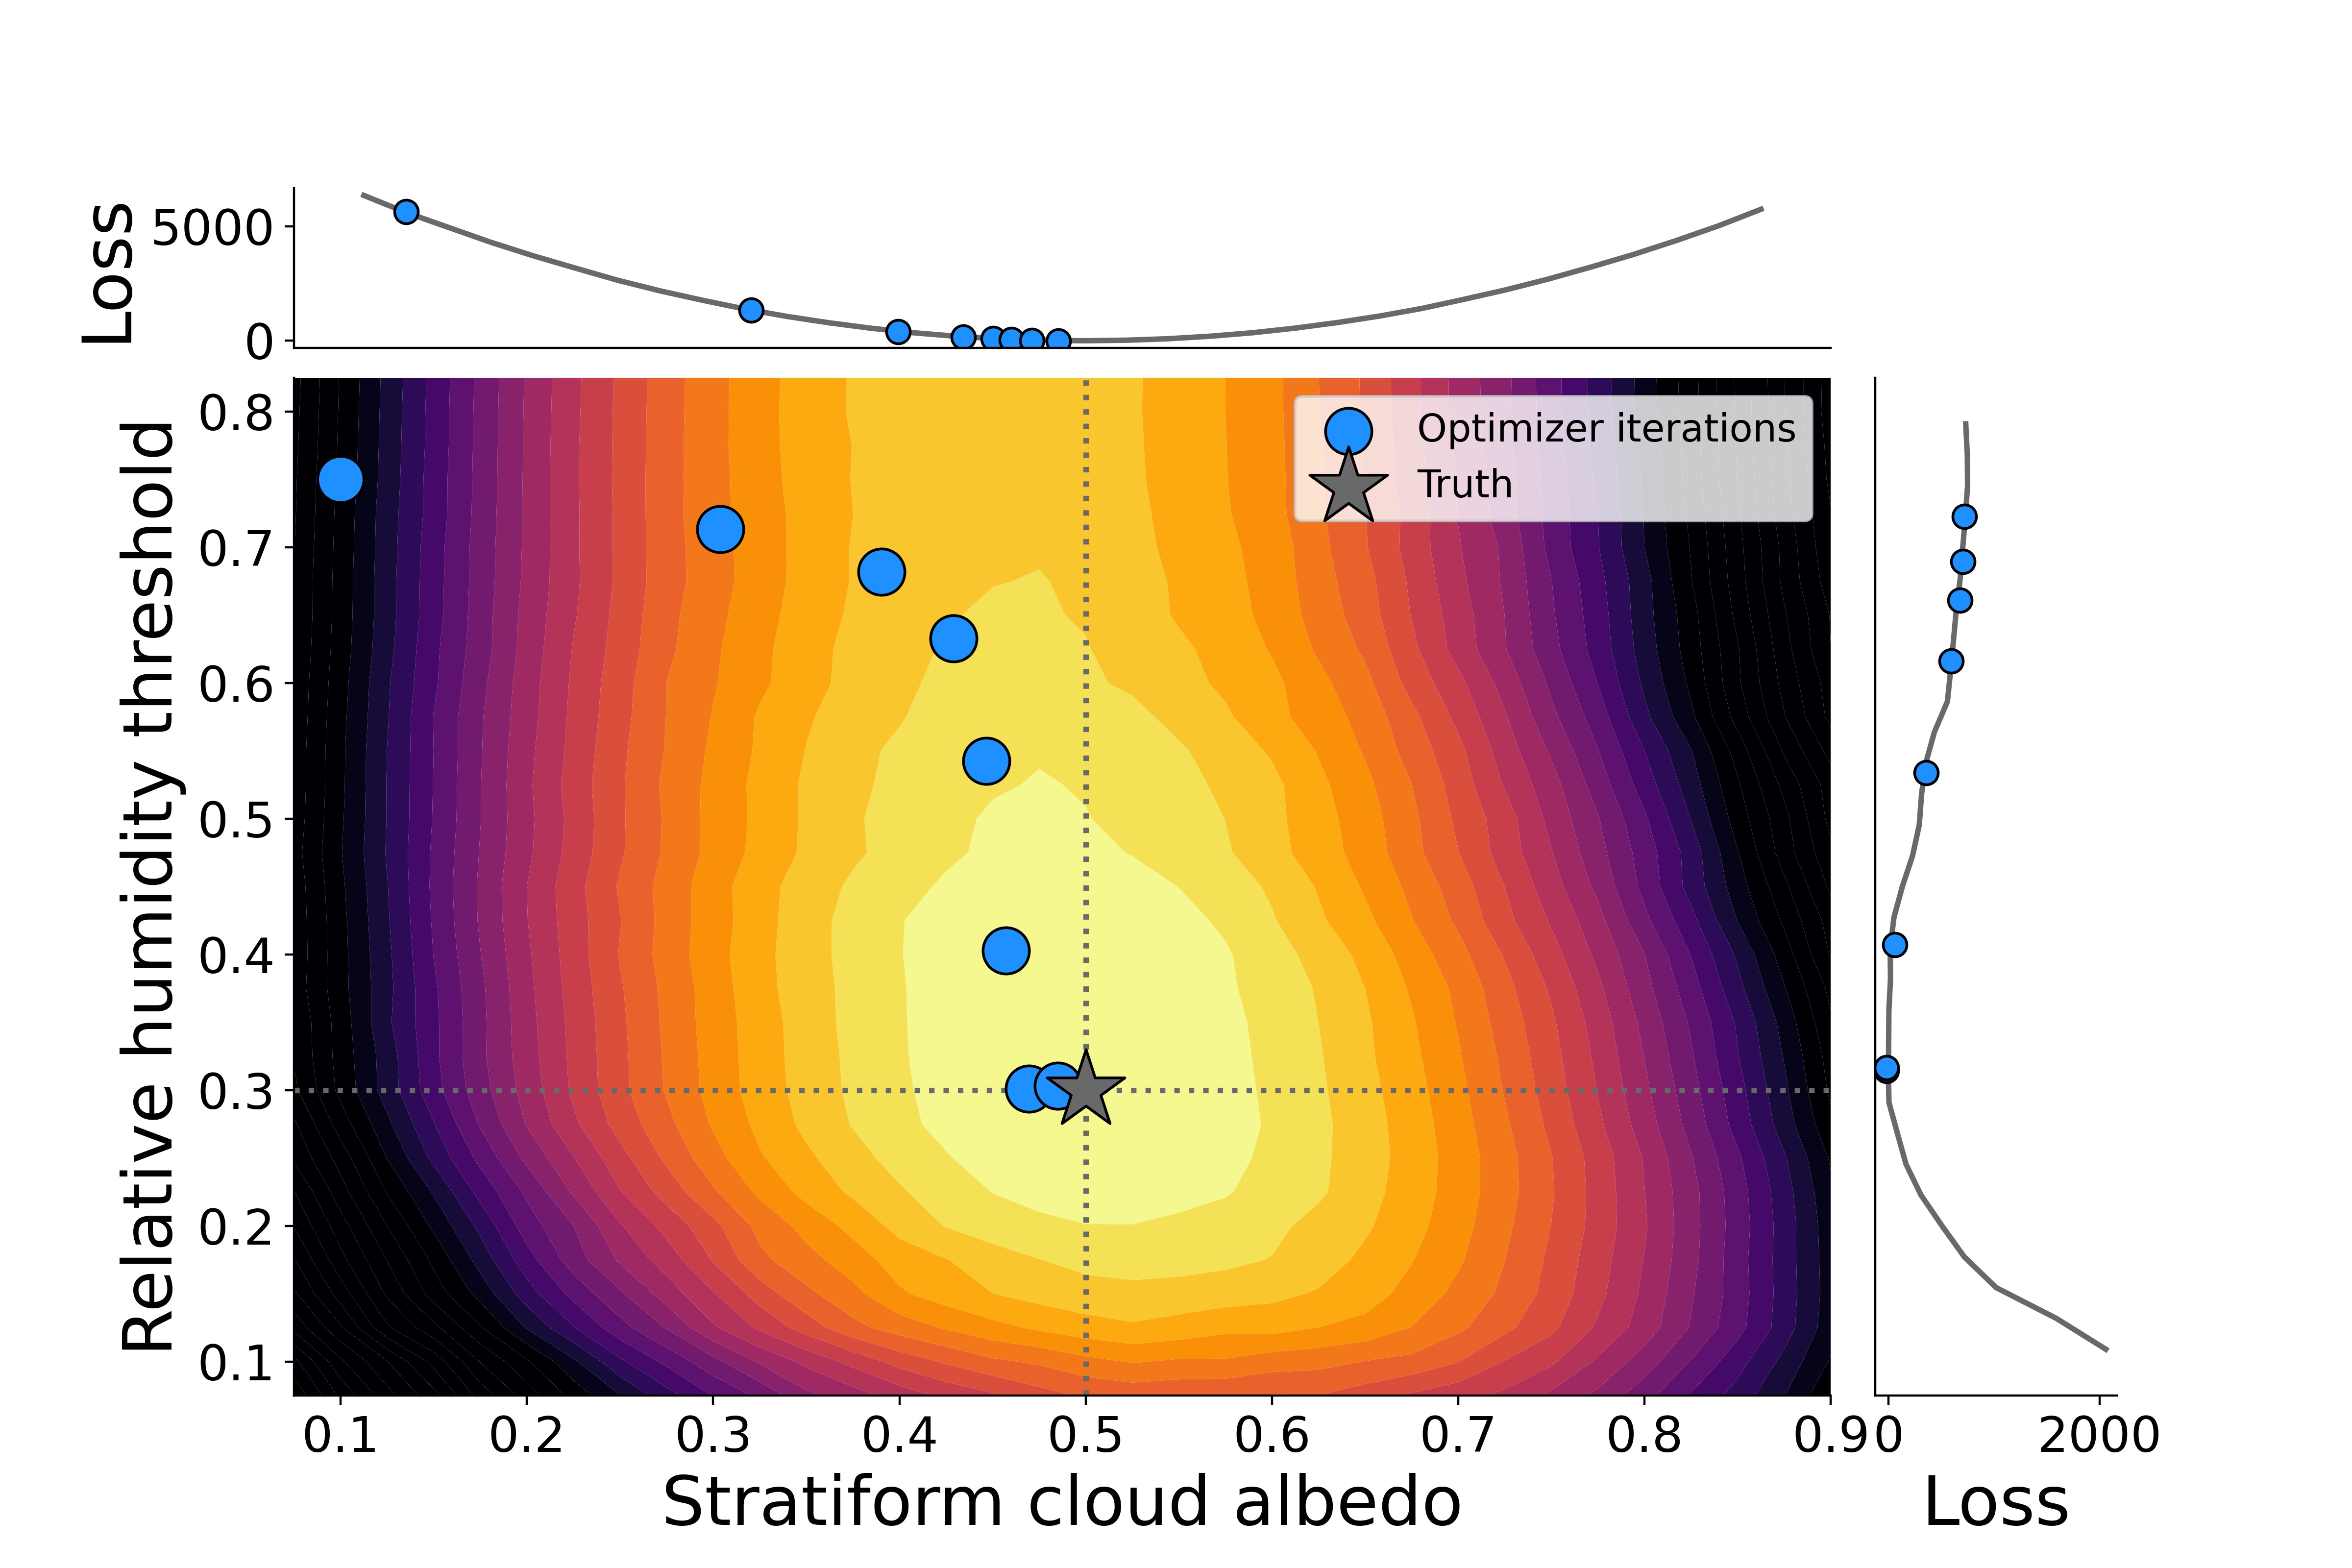 Loss
5000
0
Relative humidity threshold
0.8
0.7
0.6
0.5
0.4
0.3
0.2
0.1
Optimizer iterations
Truth
0.1 0.2 0.3 0.4 0.5 0.6 0.7 0.8 0.9
Stratiform cloud albedo
0 2000
Loss